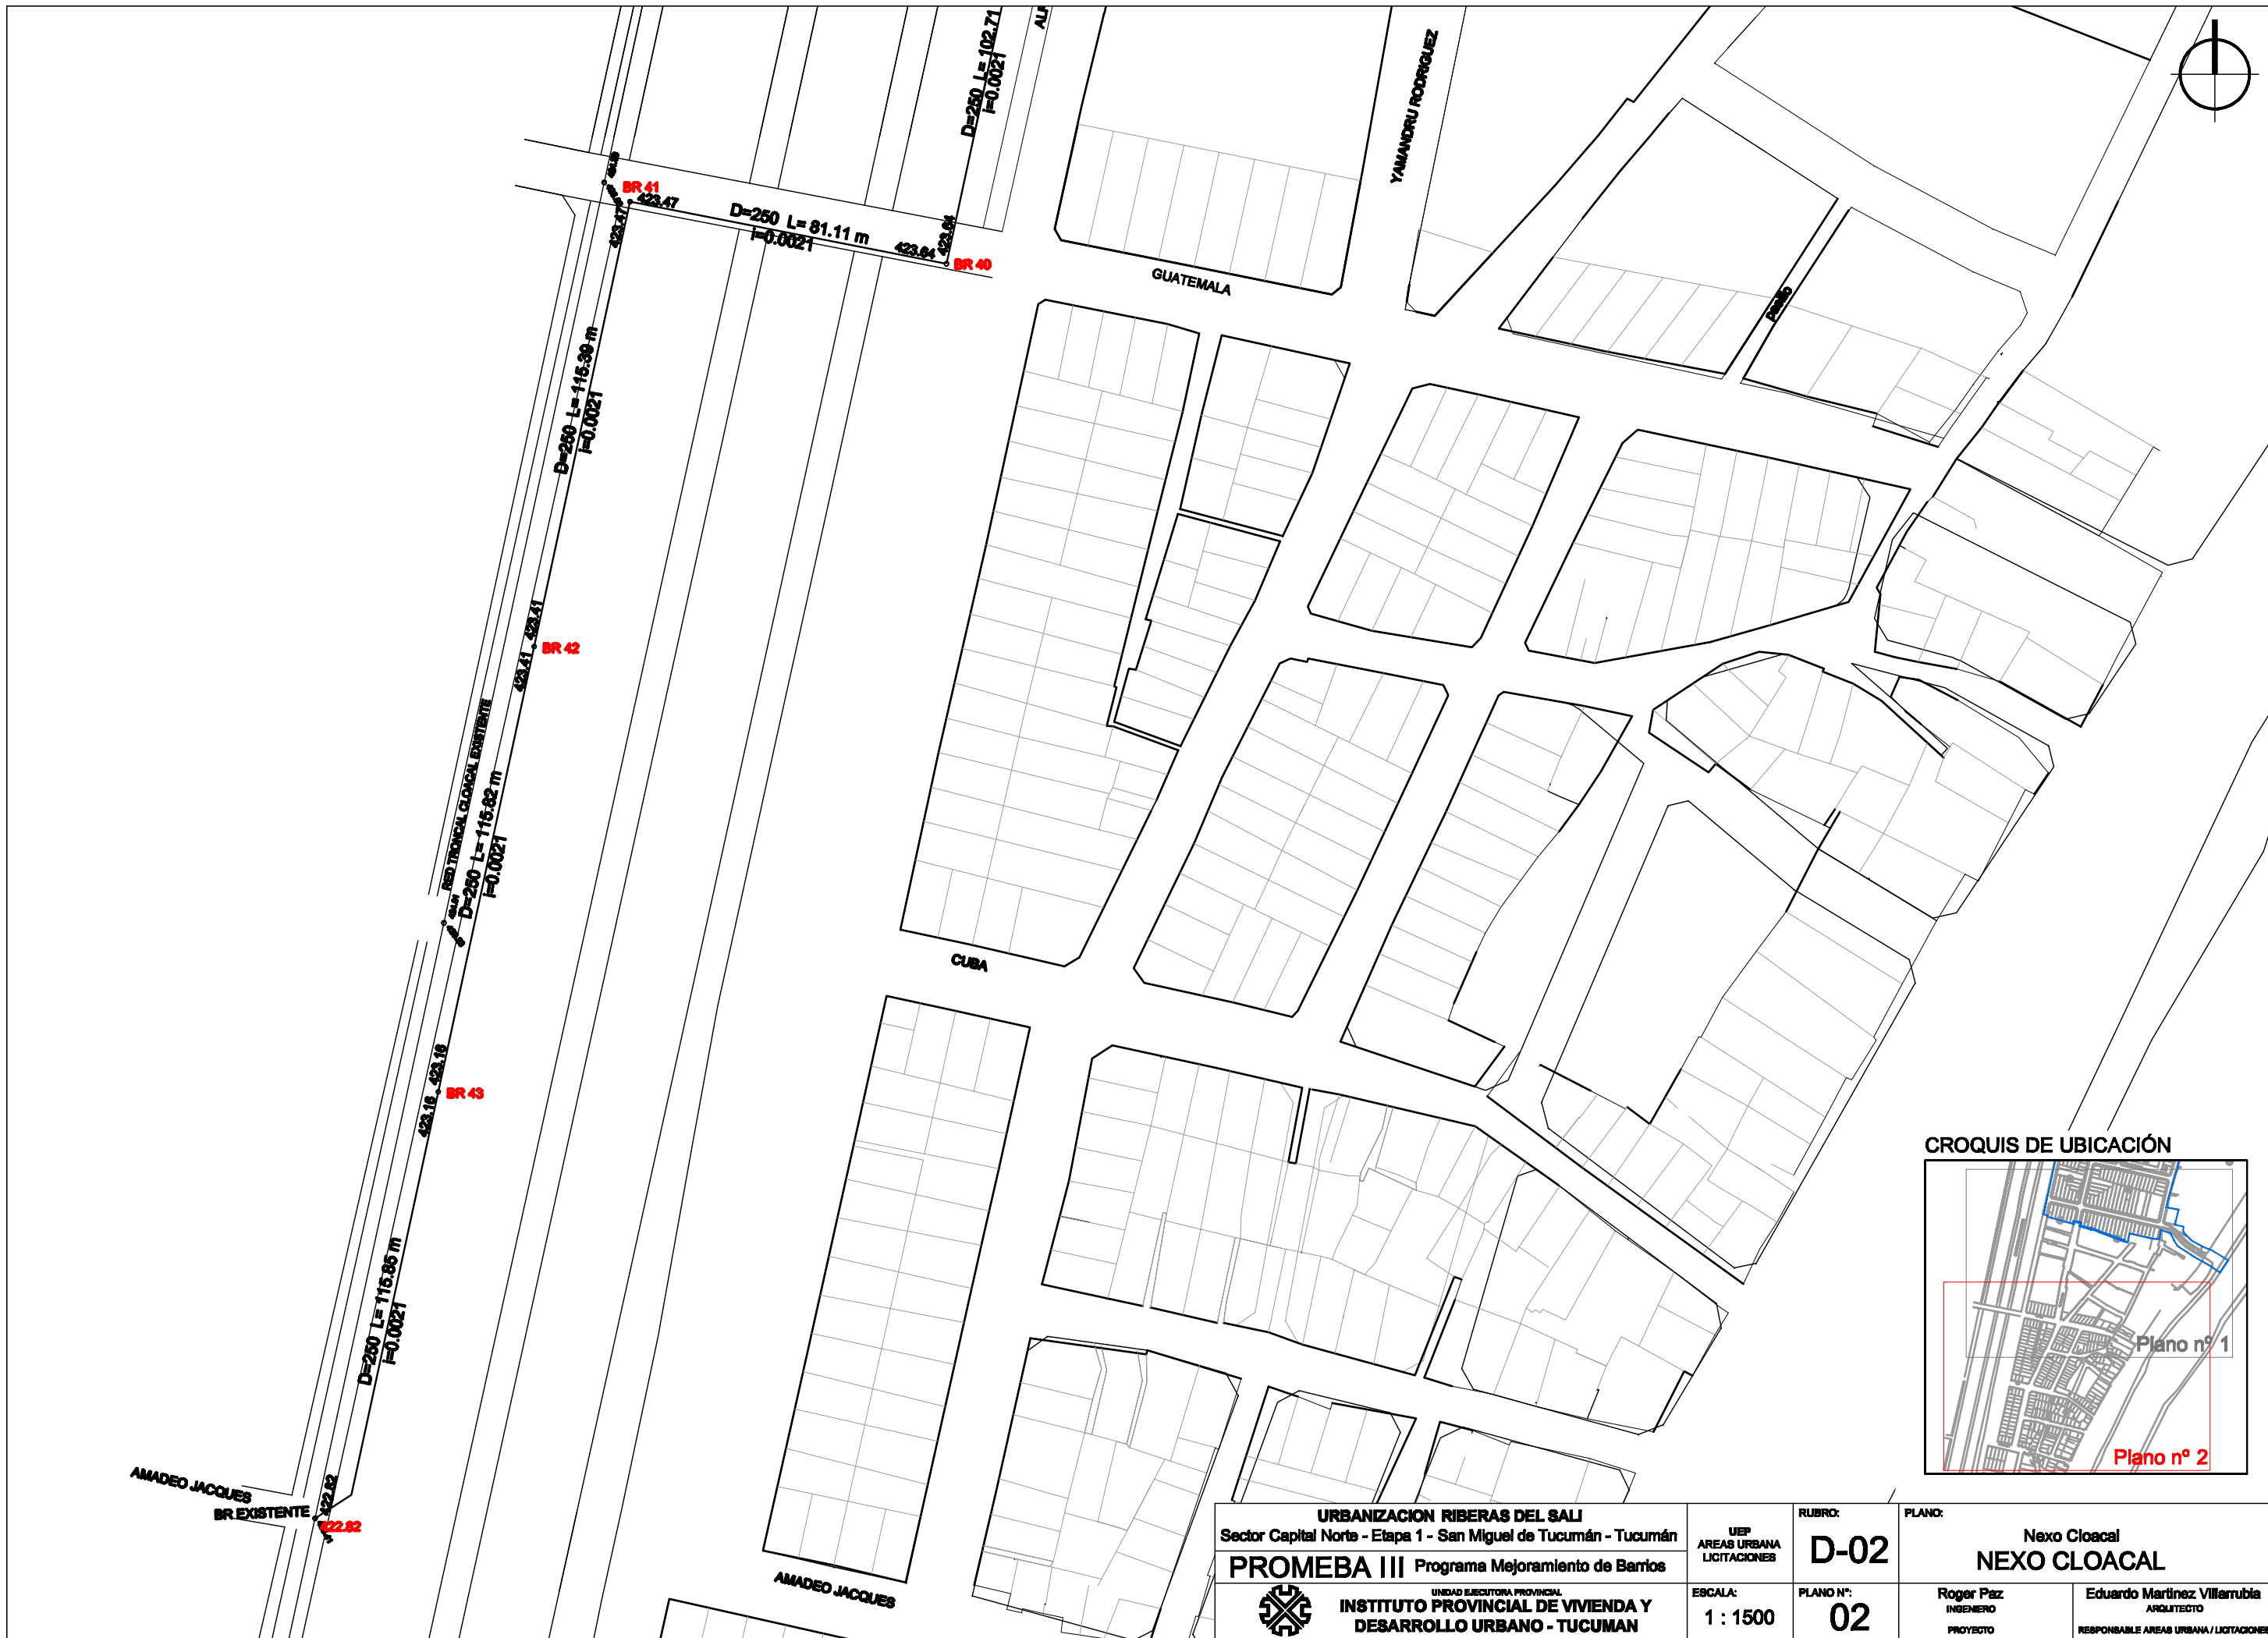 D=250 L= 102.71
i=0.0021
YAMANDRU RODRIGUEZ
BR 41
423.47
423.47
D=250 L= 81.11 m
i=0.0021
423.64
423.64
BR 40
GUATEMALA
pasillo
D=250 L= 115.39 m
i=0.0021
423.41
BR 42
423.41
RED TRONCAL CLOACAL EXISTENTE
D=250 L= 115.82 m
i=0.0021
CUBA
423.16
BR 43
423.16
D=250 L= 115.85 m
i=0.0021
AMADEO JACQUES
BR EXISTENTE
422.82
422.82
AMADEO JACQUES
CROQUIS DE UBICACIÓN
Plano nº 1
Plano nº 2
URBANIZACION RIBERAS DEL SALI
Sector Capital Norte - Etapa 1 - San Miguel de Tucumán - Tucumán
PROMEBA III Programa Mejoramiento de Barrios
UNIDAD EJECUTORA PROVINCIAL
INSTITUTO PROVINCIAL DE VIVIENDA Y
DESARROLLO URBANO - TUCUMAN
UEP
AREAS URBANA
LICITACIONES
RUBRO:
D-02
PLANO:
Nexo Cloacal
NEXO CLOACAL
ESCALA:
1 : 1500
PLANO Nº:
02
Roger Paz
INGENIERO
PROYECTO
Eduardo Martinez Villarrubia
ARQUITECTO
RESPONSABLE AREAS URBANA / LICITACIONE